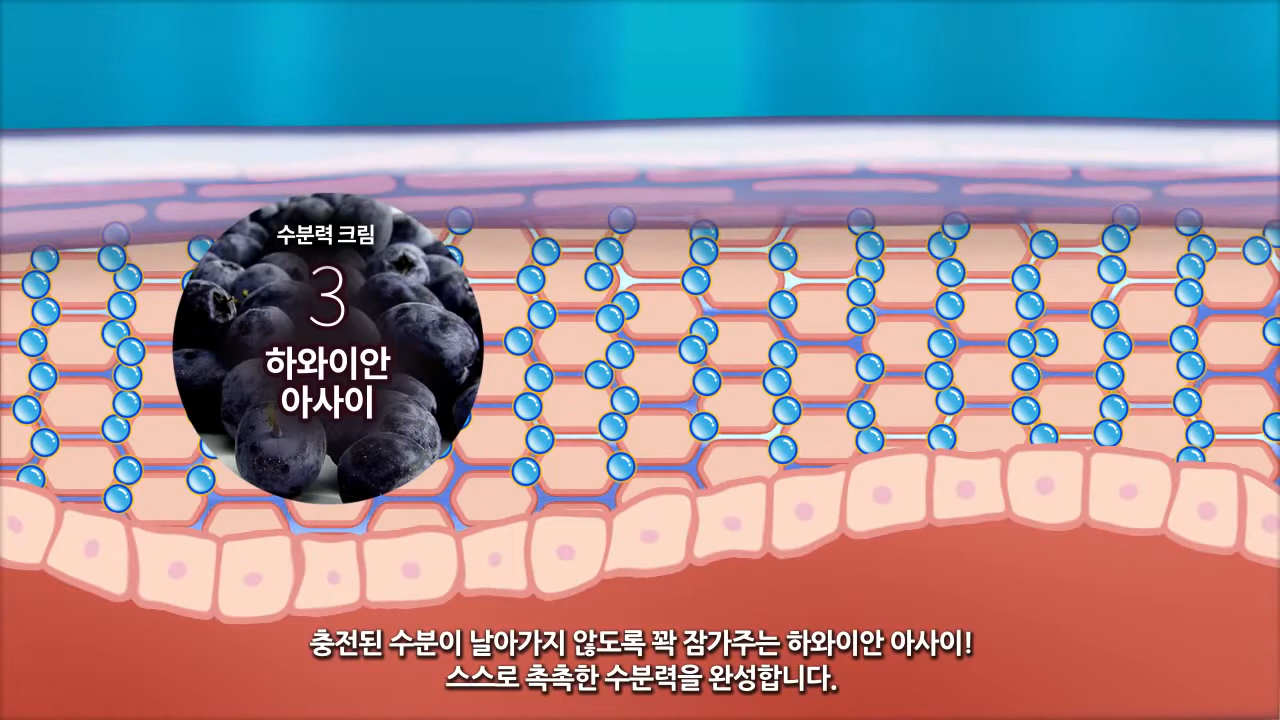 수분력 크림
3
하와이안
아사이
충전된 수분이 날아가지 않도록 꽉 잠가주는 하와이안 아사이!
스스로 촉촉한 수분력을 완성합니다.